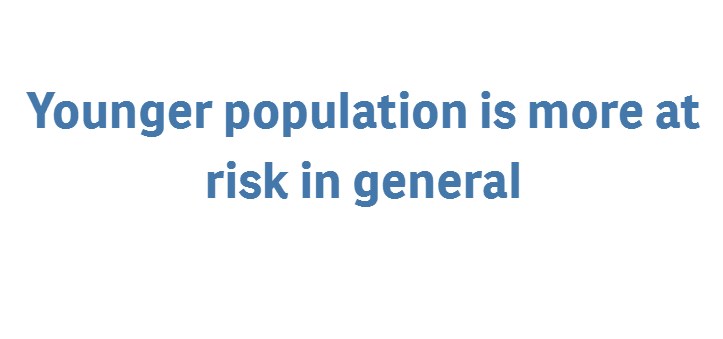 Younger population is more at
risk in general